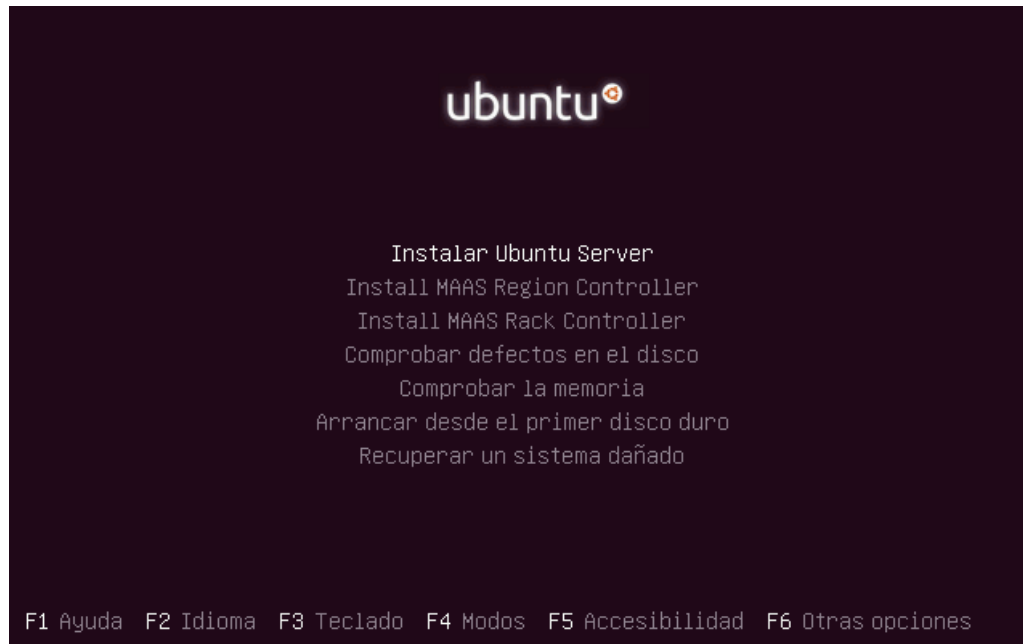 ubuntu
Instalar Ubuntu Server
Install MAAS Region Controller
Install MAAS Rack Controller
Comprobar defectos en el disco
Comprobar la memoria
Arrancar desde el primer disco duro
Recuperar un sistema dañado
F1 Ayuda F2 Idioma F3 Teclado F4 Modos F5 Accesibilidad F6 Otras opciones